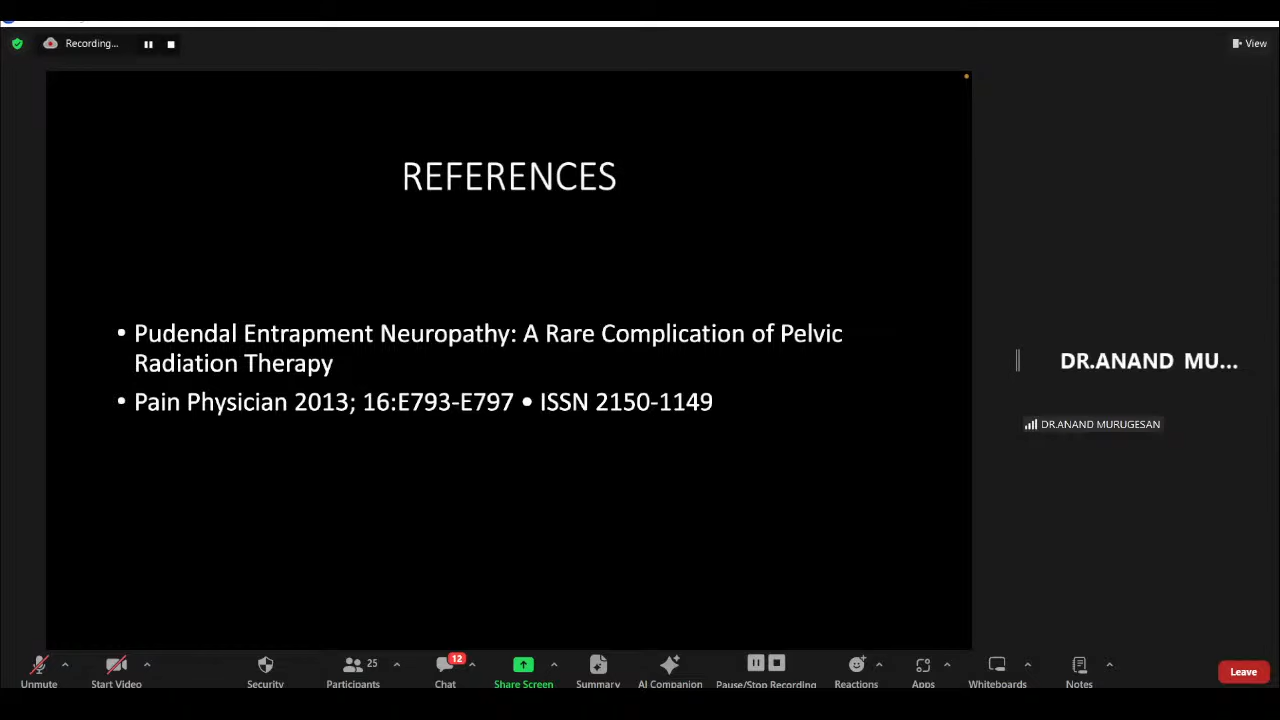 Recording...
View
REFERENCES
• Pudendal Entrapment Neuropathy: A Rare Complication of Pelvic
Radiation Therapy
• Pain Physician 2013; 16:E793-E797 • ISSN 2150-1149
DR.ANAND MU...
DR.ANAND MURUGESAN
25
12
Unmute
Start Video
Security
Participants
Chat
Share Screen
Summary
AI Companion
Pause/Stop Recording
Reactions
Apps
Whiteboards
Notes
Leave